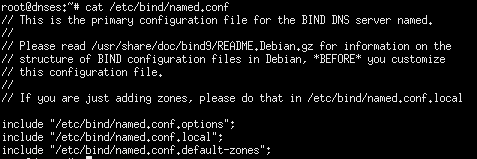 root@dnses:~# cat /etc/bind/named.conf
// This is the primary configuration file for the BIND DNS server named.
//
// Please read /usr/share/doc/bind9/README.Debian.gz for information on the
// structure of BIND configuration files in Debian, *BEFORE* you customize
// this configuration file.
//
// If you are just adding zones, please do that in /etc/bind/named.conf.local

include "/etc/bind/named.conf.options";
include "/etc/bind/named.conf.local";
include "/etc/bind/named.conf.default-zones";